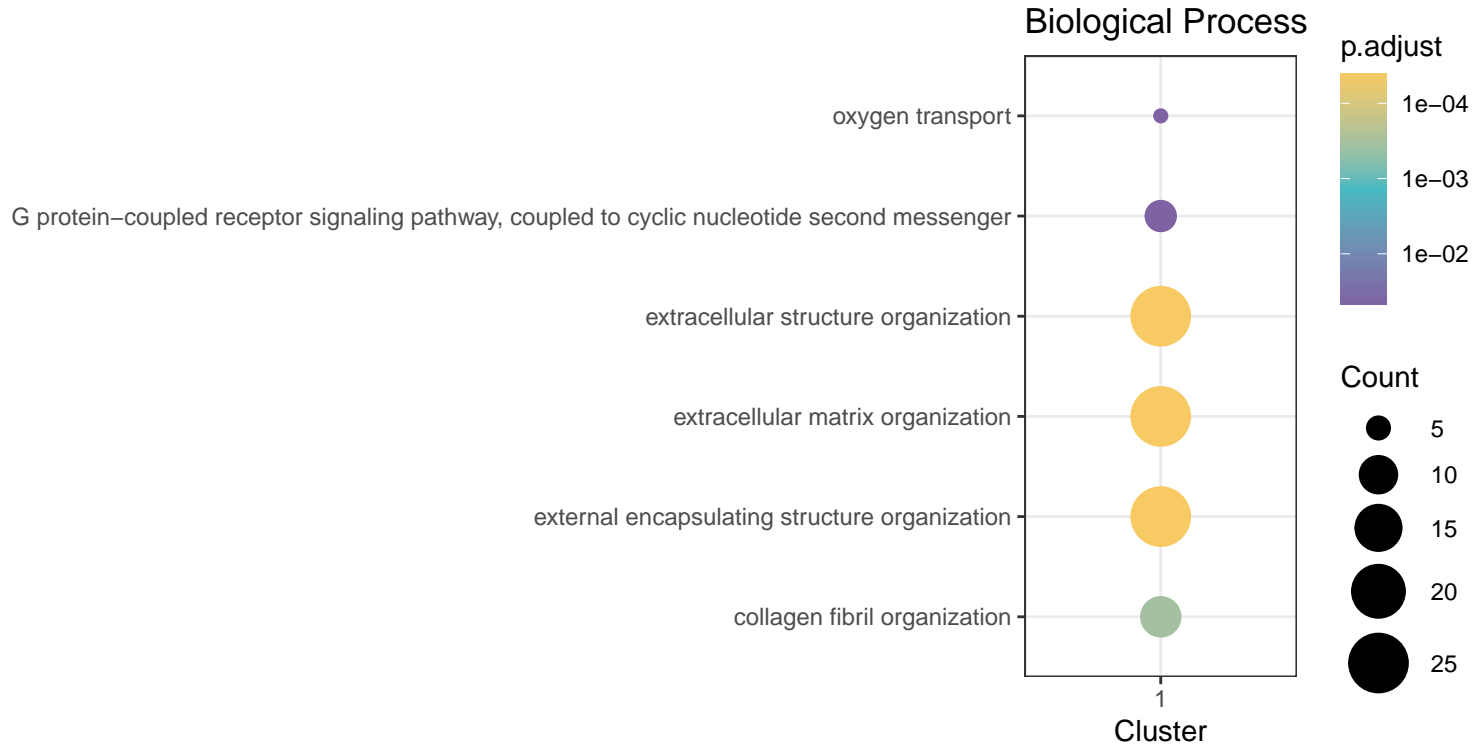 Biological Process
oxygen transport
G protein−coupled receptor signaling pathway, coupled to cyclic nucleotide second messenger
extracellular structure organization
extracellular matrix organization
external encapsulating structure organization
collagen fibril organization
1
Cluster
p.adjust
1e−04
1e−03
1e−02
Count
5
10
15
20
25